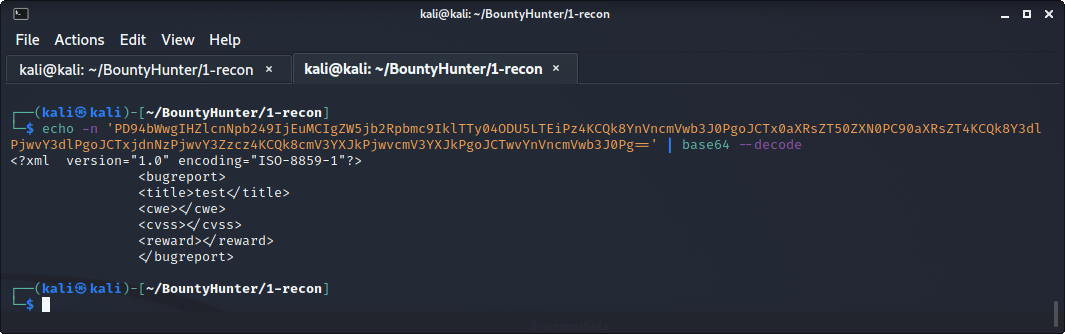 kali@kali: ~/BountyHunter/1-recon
File Actions Edit View Help
kali@kali: ~/BountyHunter/1-recon × kali@kali: ~/BountyHunter/1-recon ×
┌──(kali㉿kali)-[~/BountyHunter/1-recon]
└─$ echo -n 'PD94bWwgIHZlcnNpb249IjEuMCIgZW5jb2Rpbmc9IklTTy04ODU5LTEiPz4KCQk8YnVncmVwb3J0PgoJCTx0aXRsZT50ZXN0PC90aXRsZT4KCQk8Y3dl
PjwvY3dlPgoJCTxjdnNzPjwvY3Zzcz4KCQk8cmV3YXJkPjwvcmV3YXJkPgoJCTwvYnVncmVwb3J0Pg==' | base64 --decode
<?xml  version="1.0" encoding="ISO-8859-1"?>
<bugreport>
<title>test</title>
<cwe></cwe>
<cvss></cvss>
<reward></reward>
</bugreport>
┌──(kali㉿kali)-[~/BountyHunter/1-recon]
└─$